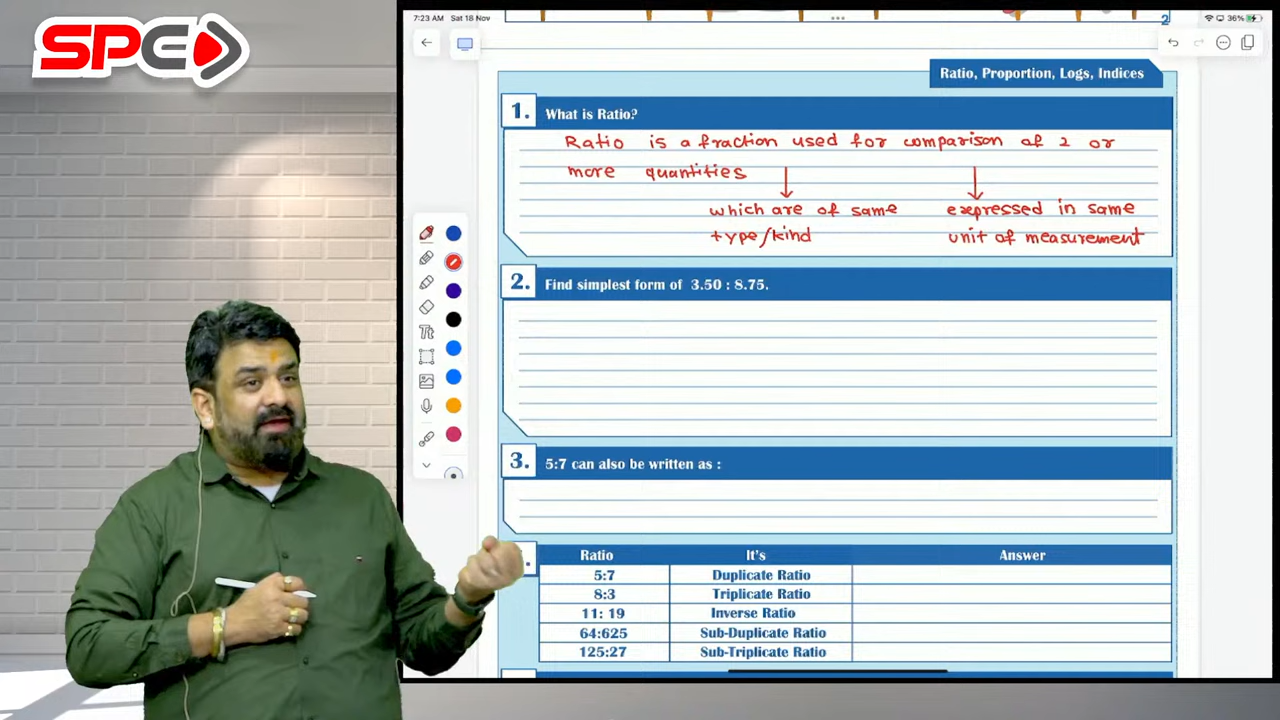 SPE
7:23 AM Sat 18 Nov
36%
2
Ratio, Proportion, Logs, Indices
1. What is Ratio?
Ratio is a fraction used for comparison of 2 or
more quantities
which are of same
type/kind
expressed in same
unit of measurement
2. Find simplest form of 3.50 : 8.75.
3. 5:7 can also be written as :
Tt
Ratio It's Answer
5:7 Duplicate Ratio
8:3 Triplicate Ratio
11: 19 Inverse Ratio
64:625 Sub-Duplicate Ratio
125:27 Sub-Triplicate Ratio